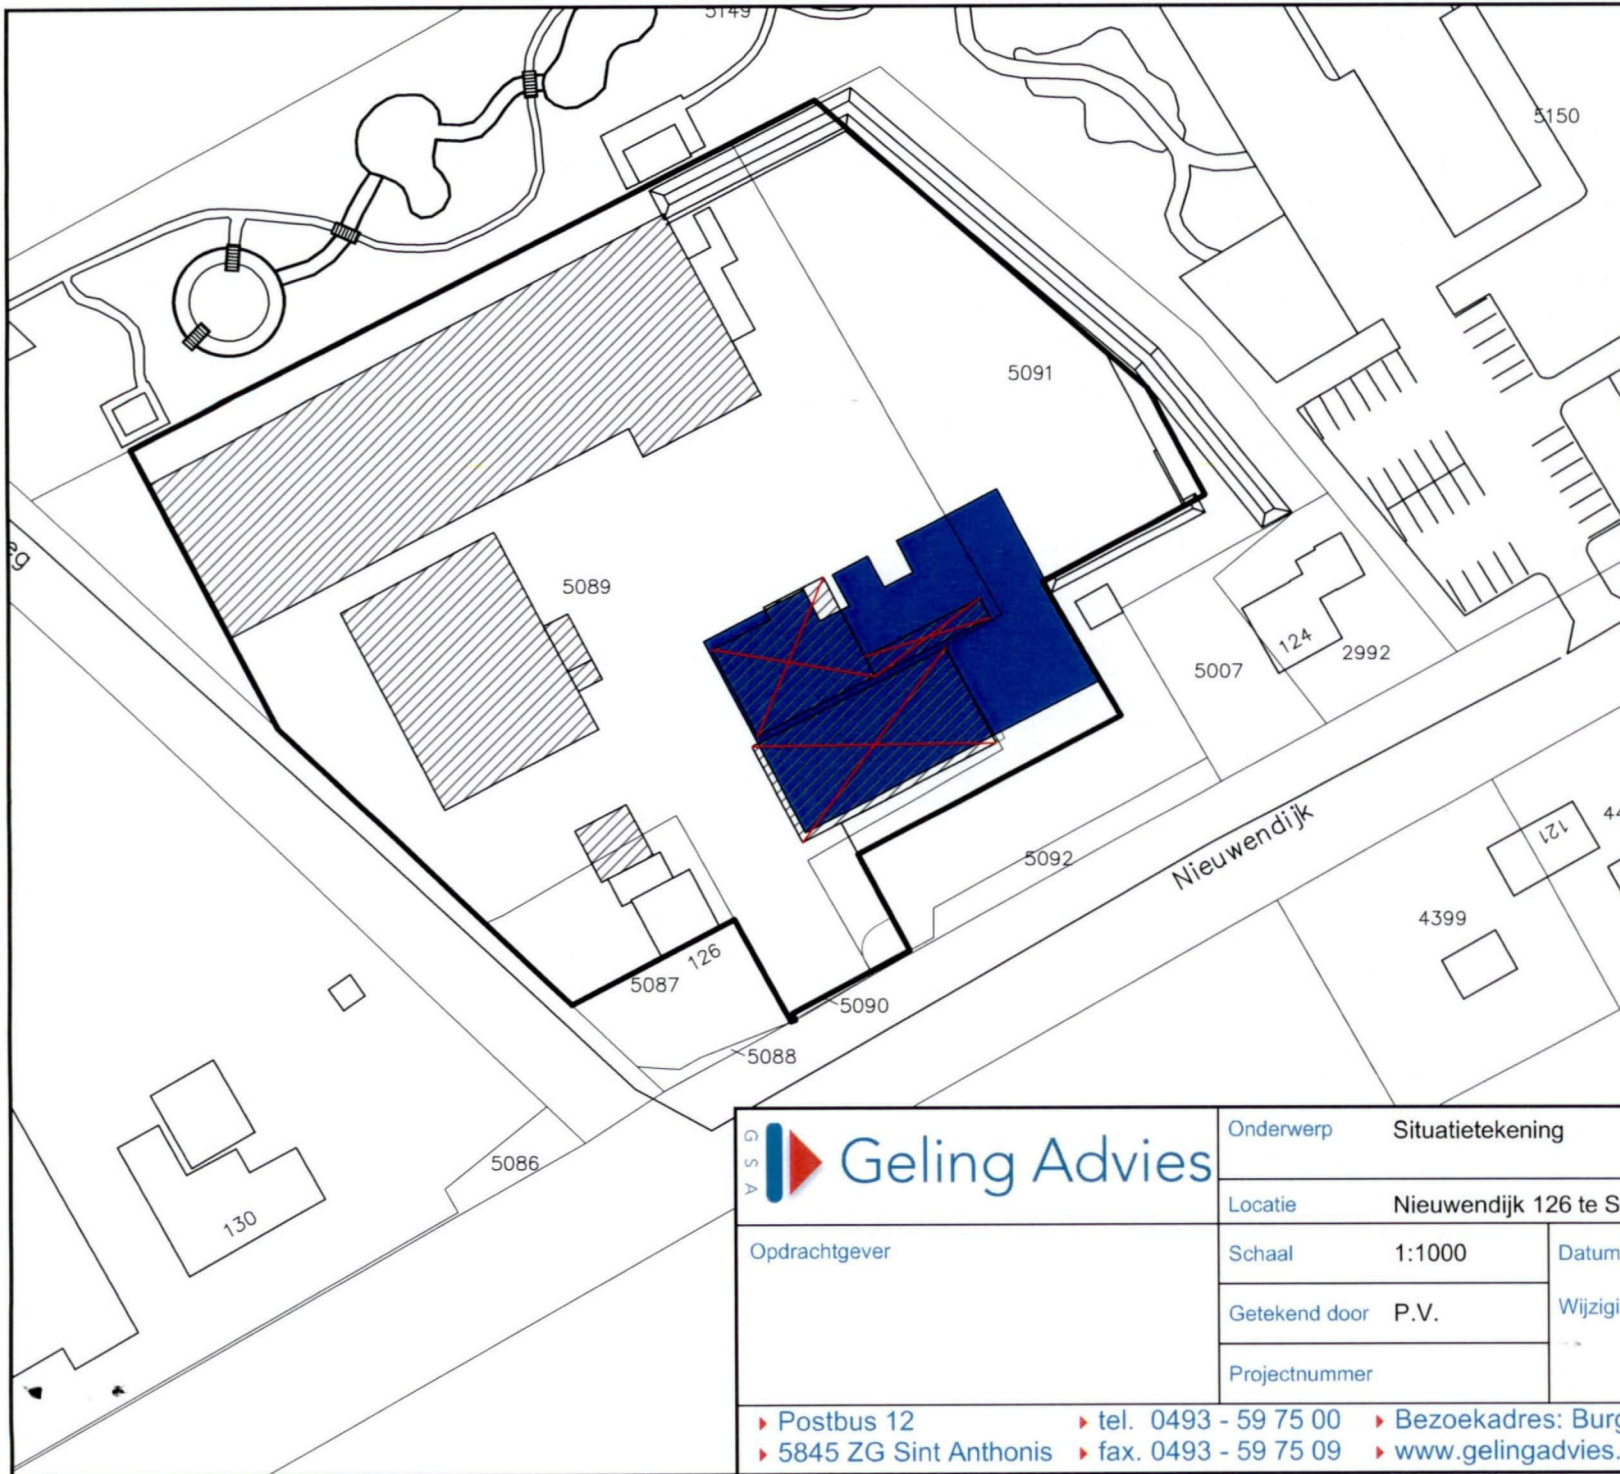 5149
5150
5091
eg
5089
124
2992
5007
5092
Nieuwendijk
121
44
4399
126
5087
5090
5088
5086
130
GSA
Geling Advies
Onderwerp Situatietekening
Locatie Nieuwendijk 126 te S
Opdrachtgever
Schaal 1:1000 Datum
Getekend door P.V. Wijzigi
Projectnummer
Postbus 12 tel. 0493 - 59 75 00 Bezoekadres: Burg
5845 ZG Sint Anthonis fax. 0493 - 59 75 09 www.gelingadvies.